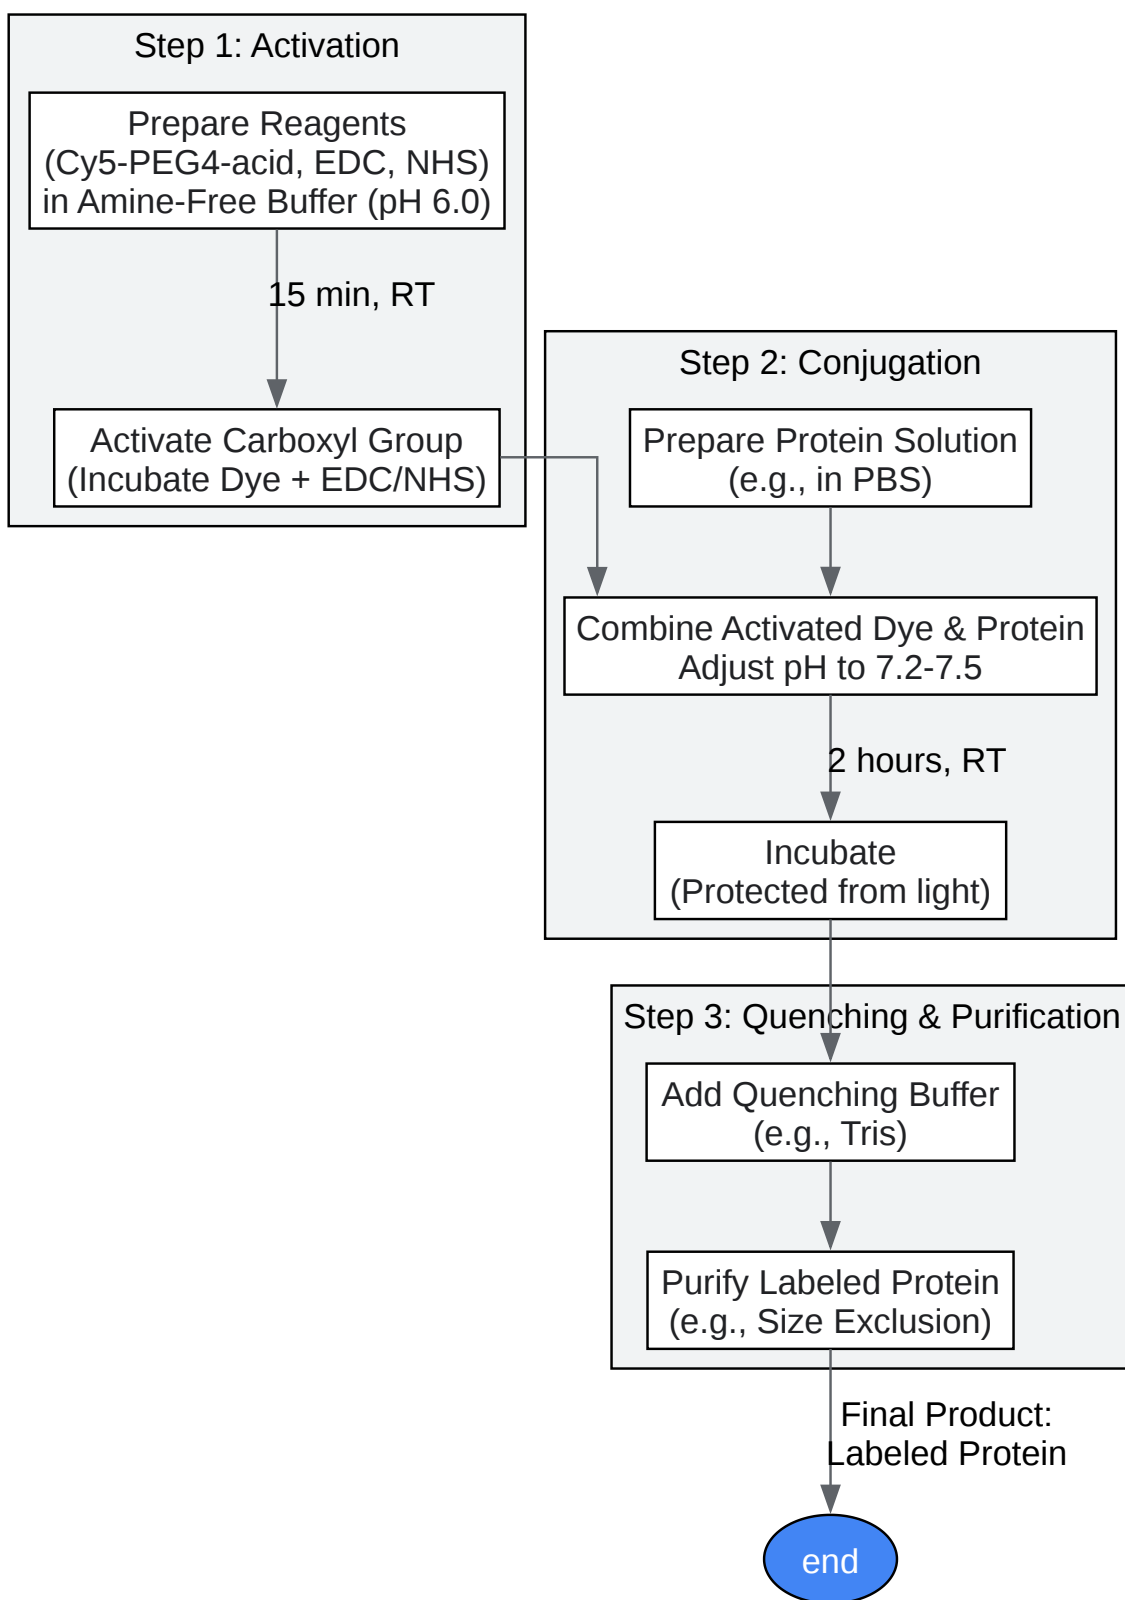 Step 1: Activation
Prepare Reagents
(Cy5-PEG4-acid, EDC, NHS)
in Amine-Free Buffer (pH 6.0)
15 min, RT
Activate Carboxyl Group
(Incubate Dye + EDC/NHS)
Step 2: Conjugation
Prepare Protein Solution
(e.g., in PBS)
Combine Activated Dye & Protein
Adjust pH to 7.2-7.5
2 hours, RT
Incubate
(Protected from light)
Step 3: Quenching & Purification
Add Quenching Buffer
(e.g., Tris)
Purify Labeled Protein
(e.g., Size Exclusion)
Final Product:
Labeled Protein
end